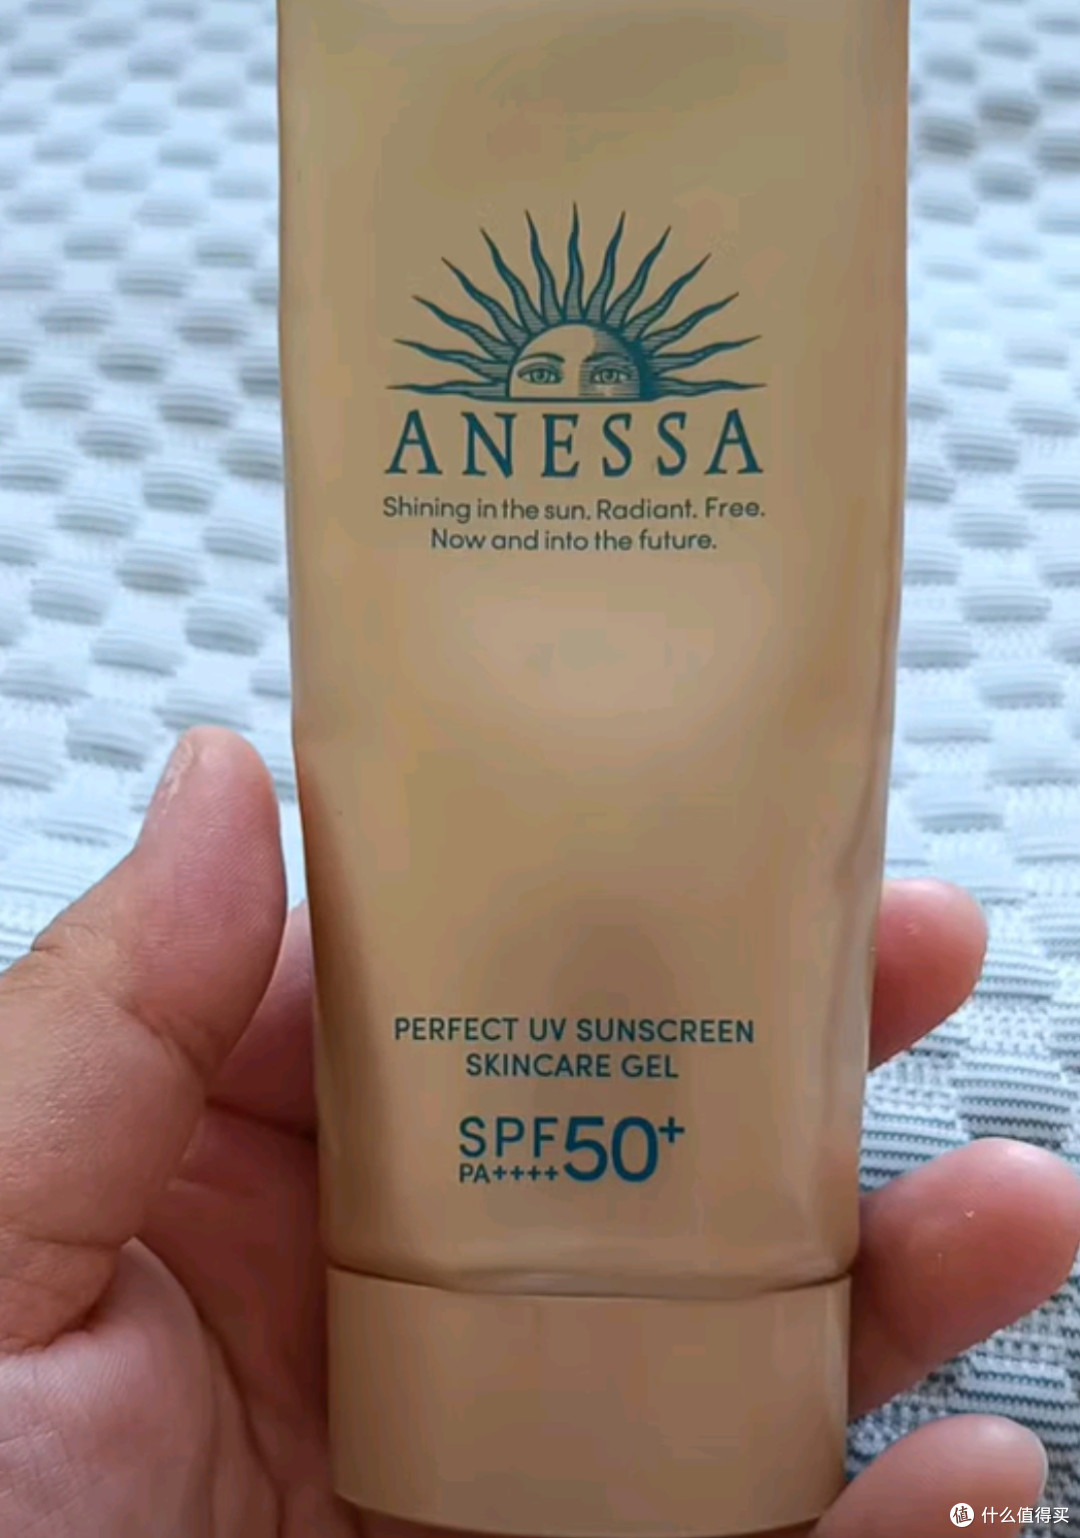 ANESSA
Shining in the sun. Radiant. Free.
Now and into the future.
PERFECT UV SUNSCREEN
SKINCARE GEL
SPF50+
PA++++
值 什么值得买